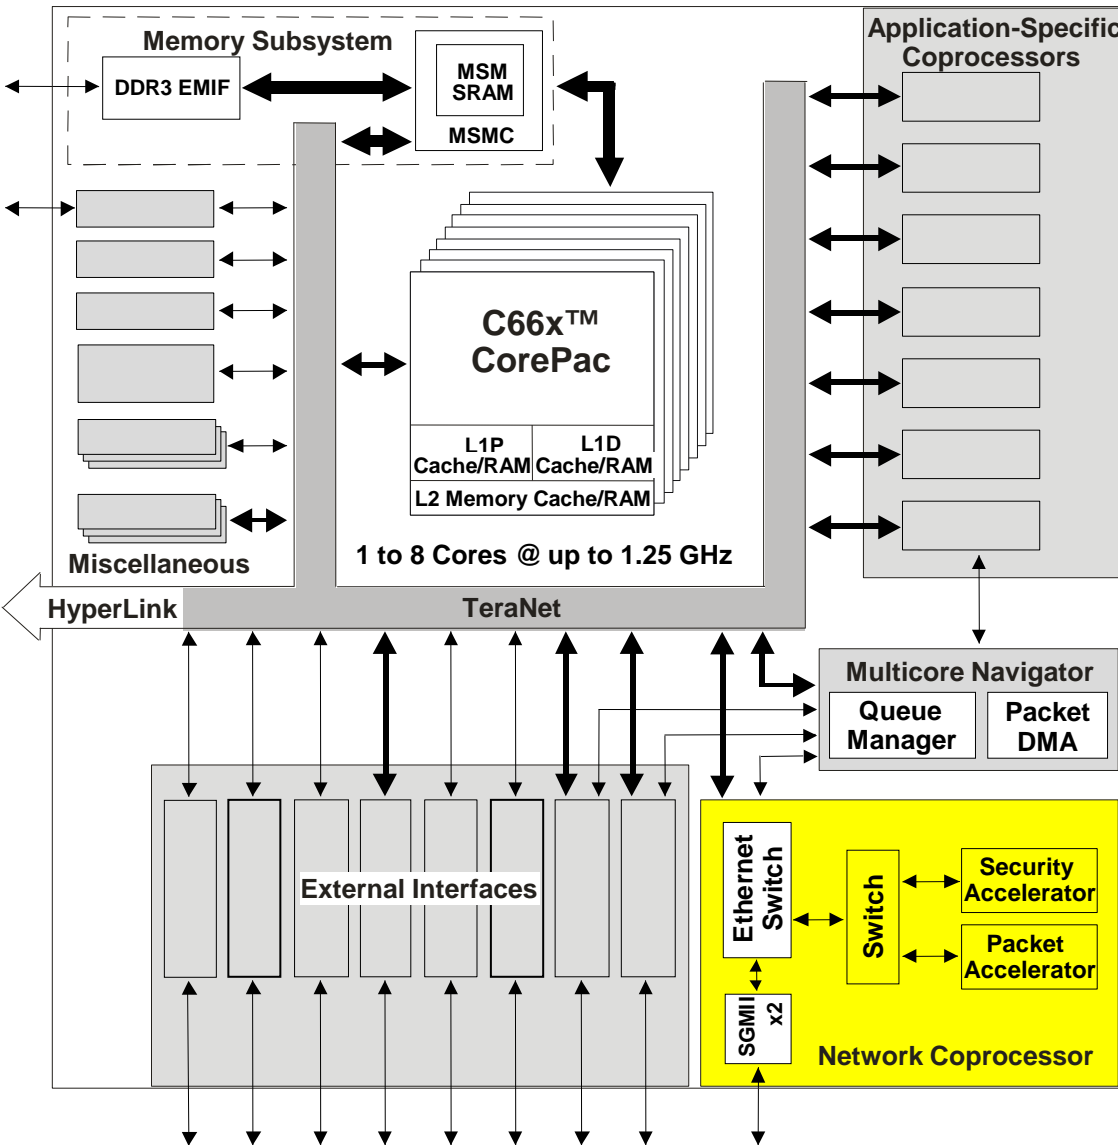 Memory Subsystem
DDR3 EMIF
MSM
SRAM
MSMC
Application-Specific
Coprocessors
C66x™
CorePac
L1P
Cache/RAM
L1D
Cache/RAM
L2 Memory Cache/RAM
1 to 8 Cores @ up to 1.25 GHz
Miscellaneous
HyperLink
TeraNet
Multicore Navigator
Queue
Manager
Packet
DMA
External Interfaces
Ethernet
Switch
Switch
Security
Accelerator
Packet
Accelerator
SGMII
x2
Network Coprocessor